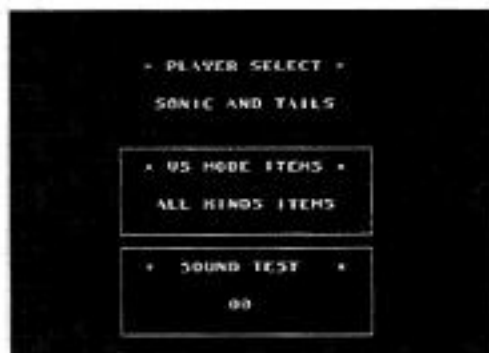 * PLAYER SELECT *
SONIC AND TAILS
* VS MODE ITEMS *
ALL KINDS ITEMS
* SOUND TEST *
00